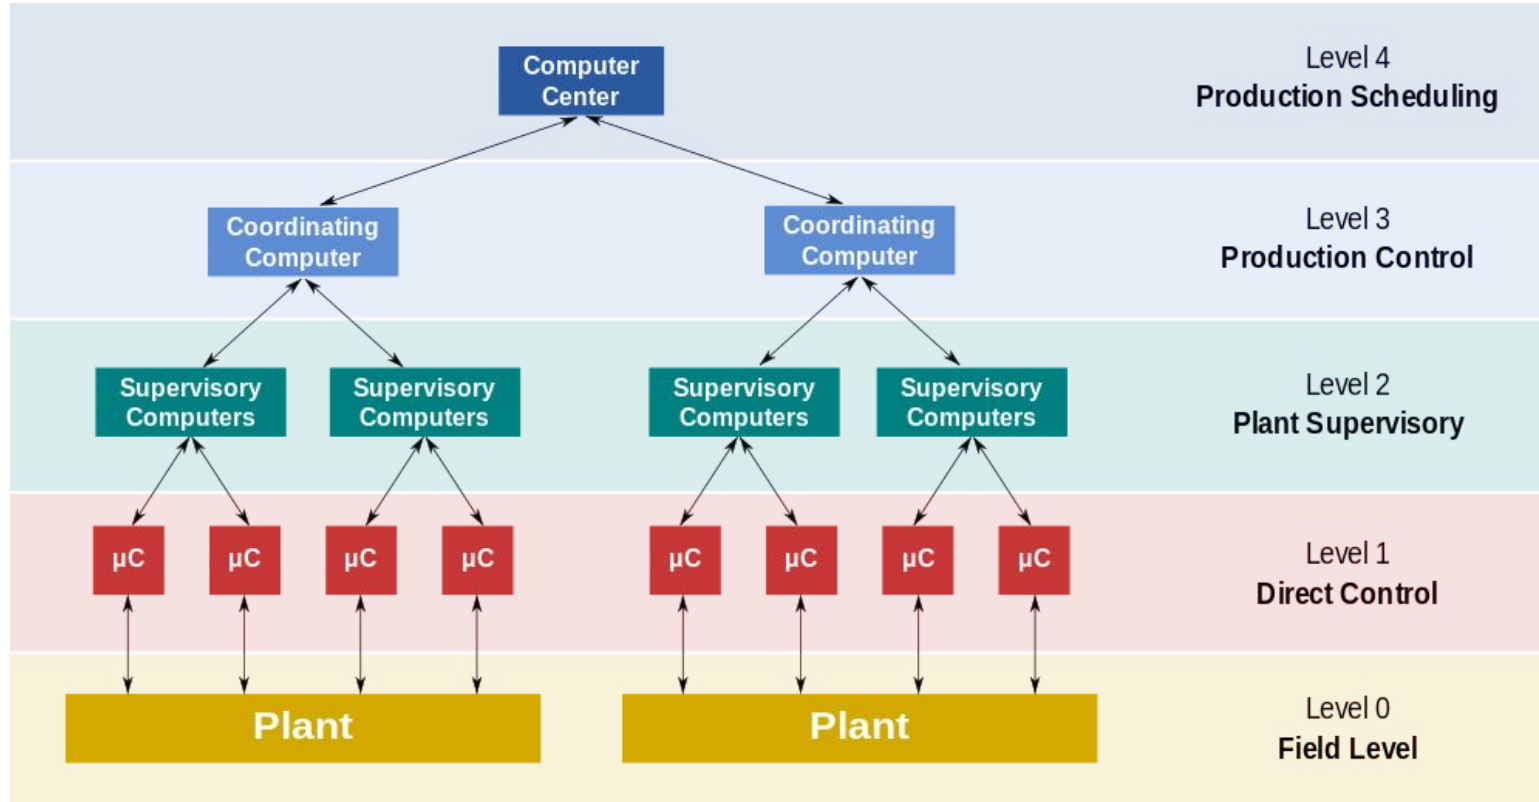 Computer
Center
Level 4
Production Scheduling
Coordinating
Computer
Coordinating
Computer
Level 3
Production Control
Supervisory
Computers
Supervisory
Computers
Supervisory
Computers
Supervisory
Computers
Level 2
Plant Supervisory
μC
μC
μC
μC
μC
μC
μC
μC
Level 1
Direct Control
Plant
Plant
Level 0
Field Level